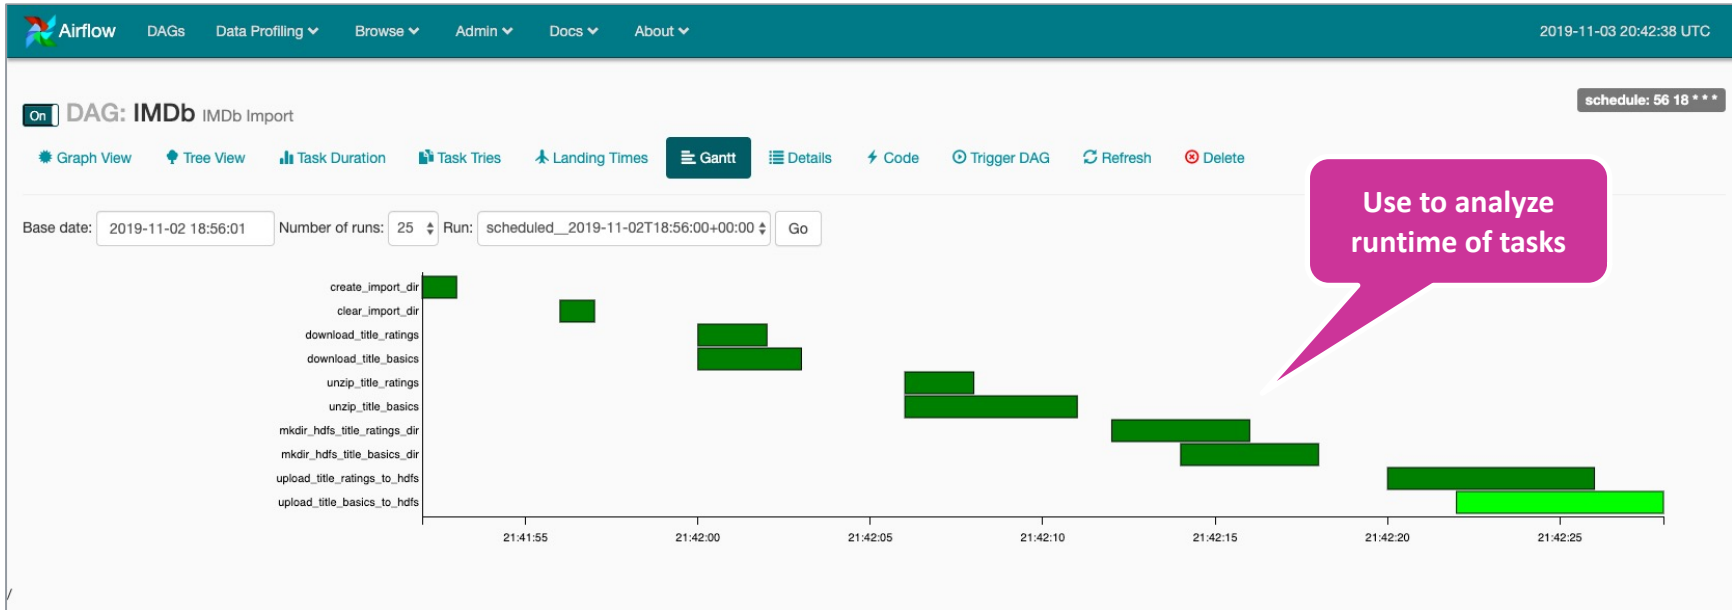 Airflow DAGs Data Profiling Browse Admin Docs About 2019-11-03 20:42:38 UTC
schedule: 56 18 * * *
On DAG: IMDb IMDb Import
Graph View Tree View Task Duration Task Tries Landing Times Gantt Details Code Trigger DAG Refresh Delete
Use to analyze
runtime of tasks
Base date: 2019-11-02 18:56:01 Number of runs: 25 Run: scheduled__2019-11-02T18:56:00+00:00 Go
create_import_dir
clear_import_dir
download_title_ratings
download_title_basics
unzip_title_ratings
unzip_title_basics
mkdir_hdfs_title_ratings_dir
mkdir_hdfs_title_basics_dir
upload_title_ratings_to_hdfs
upload_title_basics_to_hdfs
21:41:55 21:42:00 21:42:05 21:42:10 21:42:15 21:42:20 21:42:25
/